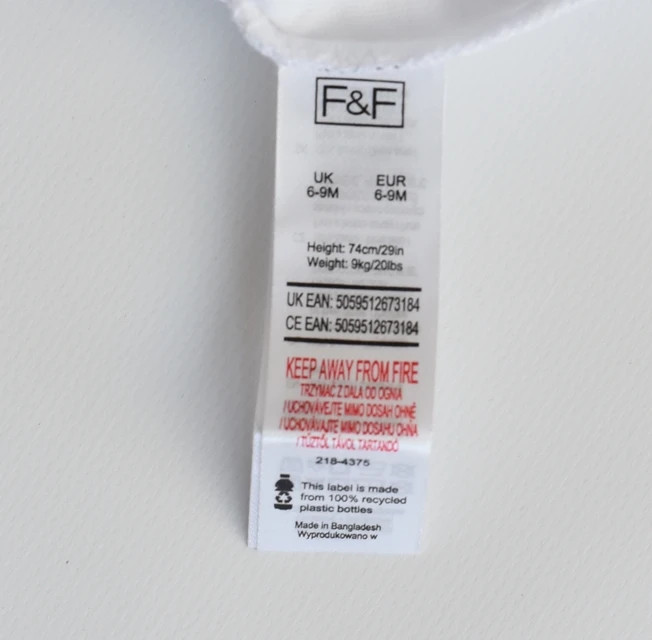 F&F
UK EUR
6-9M 6-9M
Height: 74cm/29in
Weight: 9kg/20lbs
UK EAN: 5059512673184
CE EAN: 5059512673184
KEEP AWAY FROM FIRE
TRZYMAĆ Z DALA OD OGNIA
/ UCHOVÁVEJTE MIMO DOSAH OHNĚ
/ UCHOVÁVAJTE MIMO DOSAHU OHŇA
/ TŰZTŐL TÁVOL TARTANDÓ
218-4375
This label is made
from 100% recycled
plastic bottles
Made in Bangladesh
Wyprodukowano w